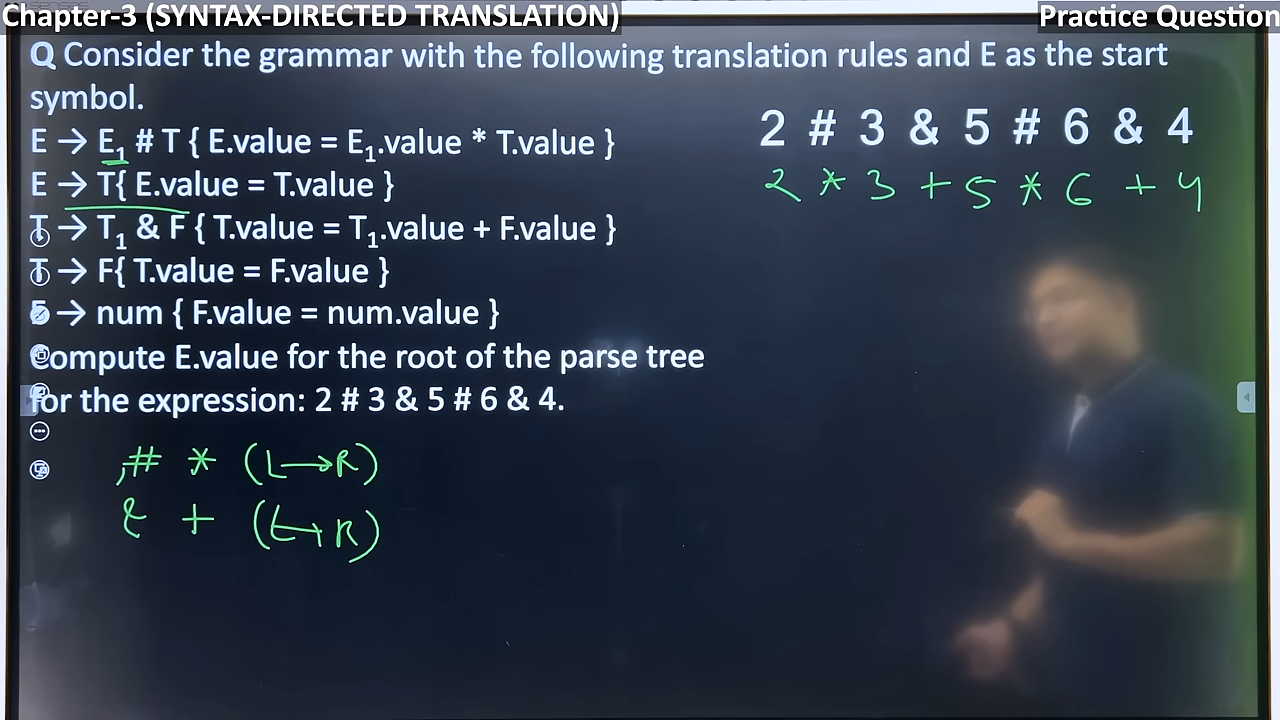 Chapter-3 (SYNTAX-DIRECTED TRANSLATION)
Practice Question
Q Consider the grammar with the following translation rules and E as the start
symbol.
E → E₁ # T { E.value = E₁.value * T.value }
E → T{ E.value = T.value }
T → T₁ & F { T.value = T₁.value + F.value }
T → F{ T.value = F.value }
F → num { F.value = num.value }
Compute E.value for the root of the parse tree
for the expression: 2 # 3 & 5 # 6 & 4.
2 # 3 & 5 # 6 & 4
2 * 3 + 5 * 6 + 4
# * (L→R)
& + (L→R)